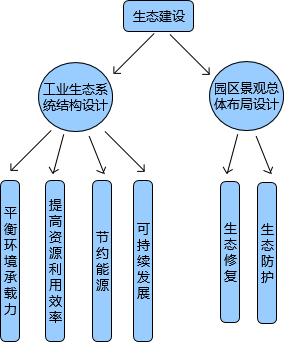 生态建设
工业生态系
统结构设计
园区景观总
体布局设计
平衡环境承载力
提高资源利用效率
节约能源
可持续发展
生态修复
生态防护